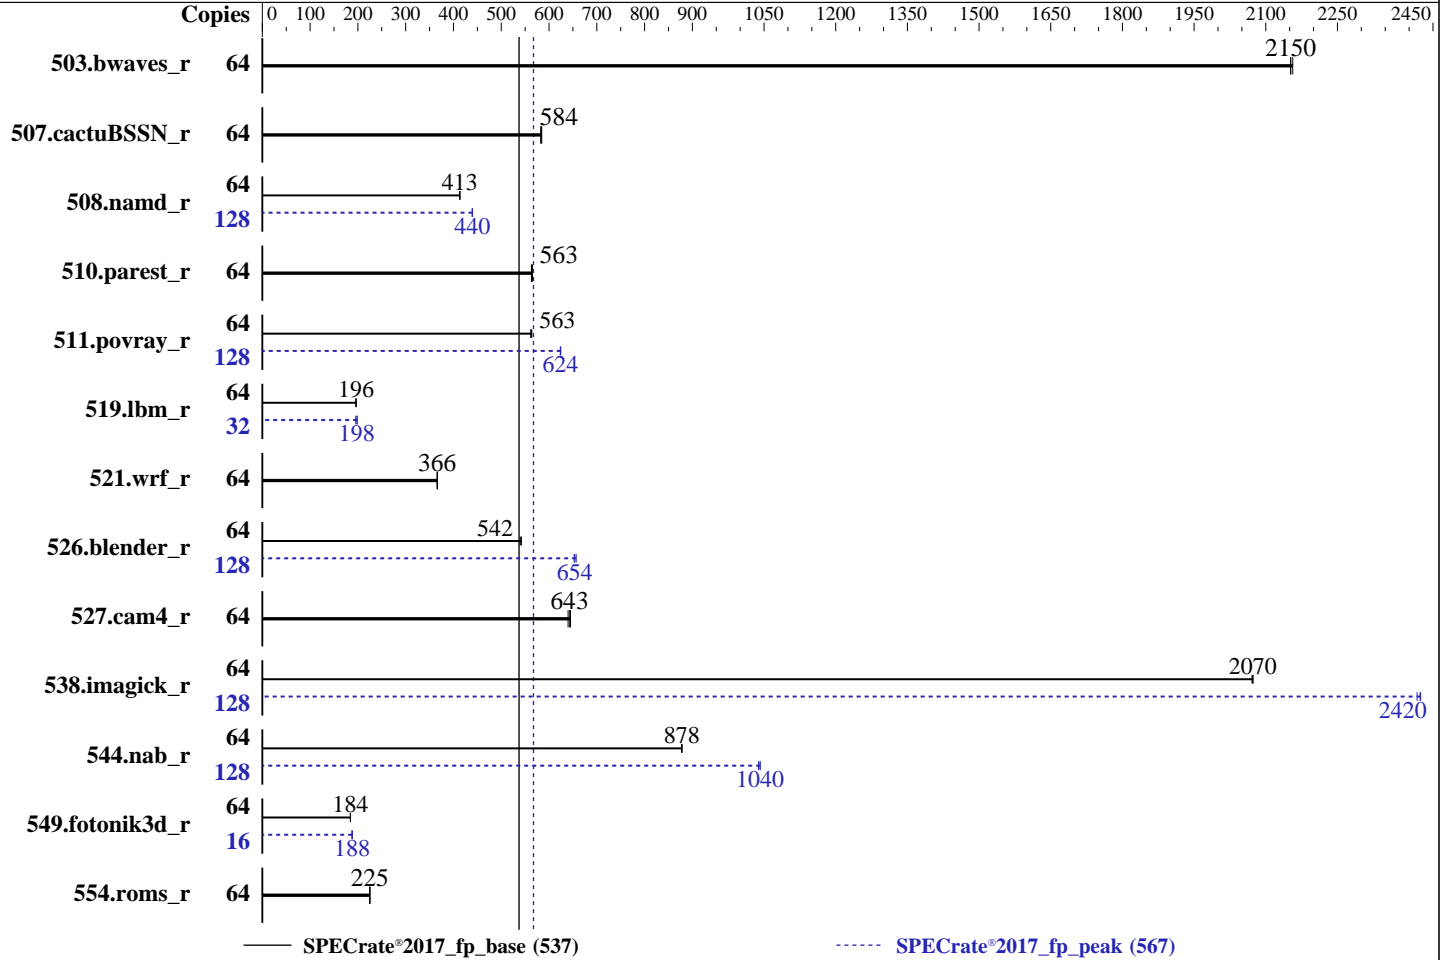 Copies 0 100 200 300 400 500 600 700 800 900 1050 1200 1350 1500 1650 1800 1950 2100 2250 2450
503.bwaves_r 64 2150
507.cactuBSSN_r 64 584
508.namd_r 64 413
128 440
510.parest_r 64 563
511.povray_r 64 563
128 624
519.lbm_r 64 196
32 198
521.wrf_r 64 366
526.blender_r 64 542
128 654
527.cam4_r 64 643
538.imagick_r 64 2070
128 2420
544.nab_r 64 878
128 1040
549.fotonik3d_r 64 184
16 188
554.roms_r 64 225
SPECrate®2017_fp_base (537) SPECrate®2017_fp_peak (567)